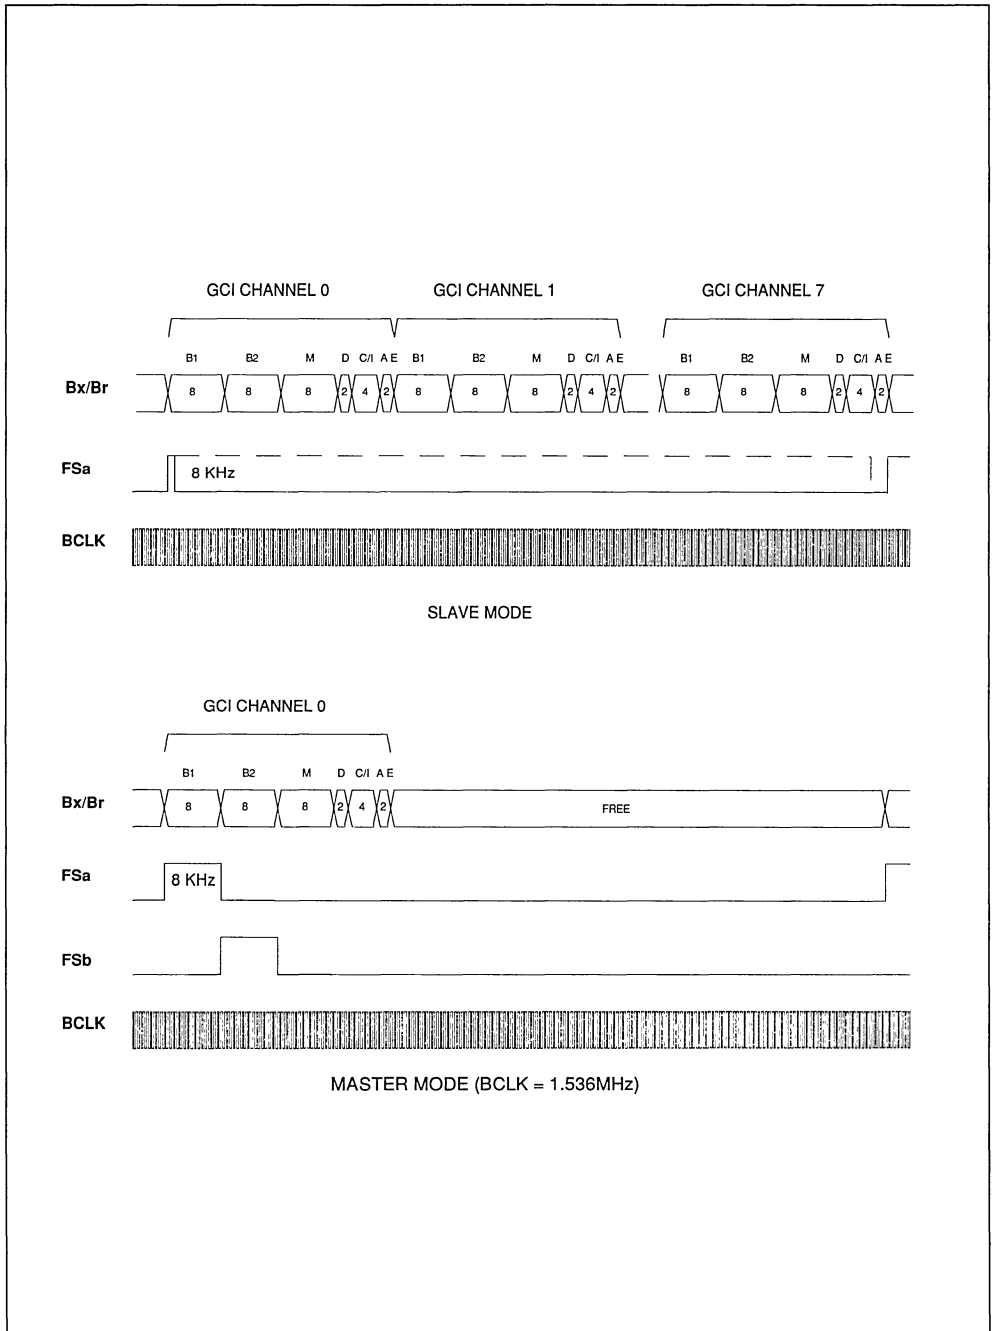 GCI CHANNEL 0 GCI CHANNEL 1 GCI CHANNEL 7
B1 B2 M D C/I A E B1 B2 M D C/I A E B1 B2 M D C/I A E
Bx/Br 8 8 8 2 4 2 8 8 8 2 4 2 8 8 8 2 4 2
FSa 8 KHz
BCLK
SLAVE MODE
GCI CHANNEL 0
B1 B2 M D C/I A E
Bx/Br 8 8 8 2 4 2 FREE
FSa 8 KHz
FSb
BCLK
MASTER MODE (BCLK = 1.536MHz)